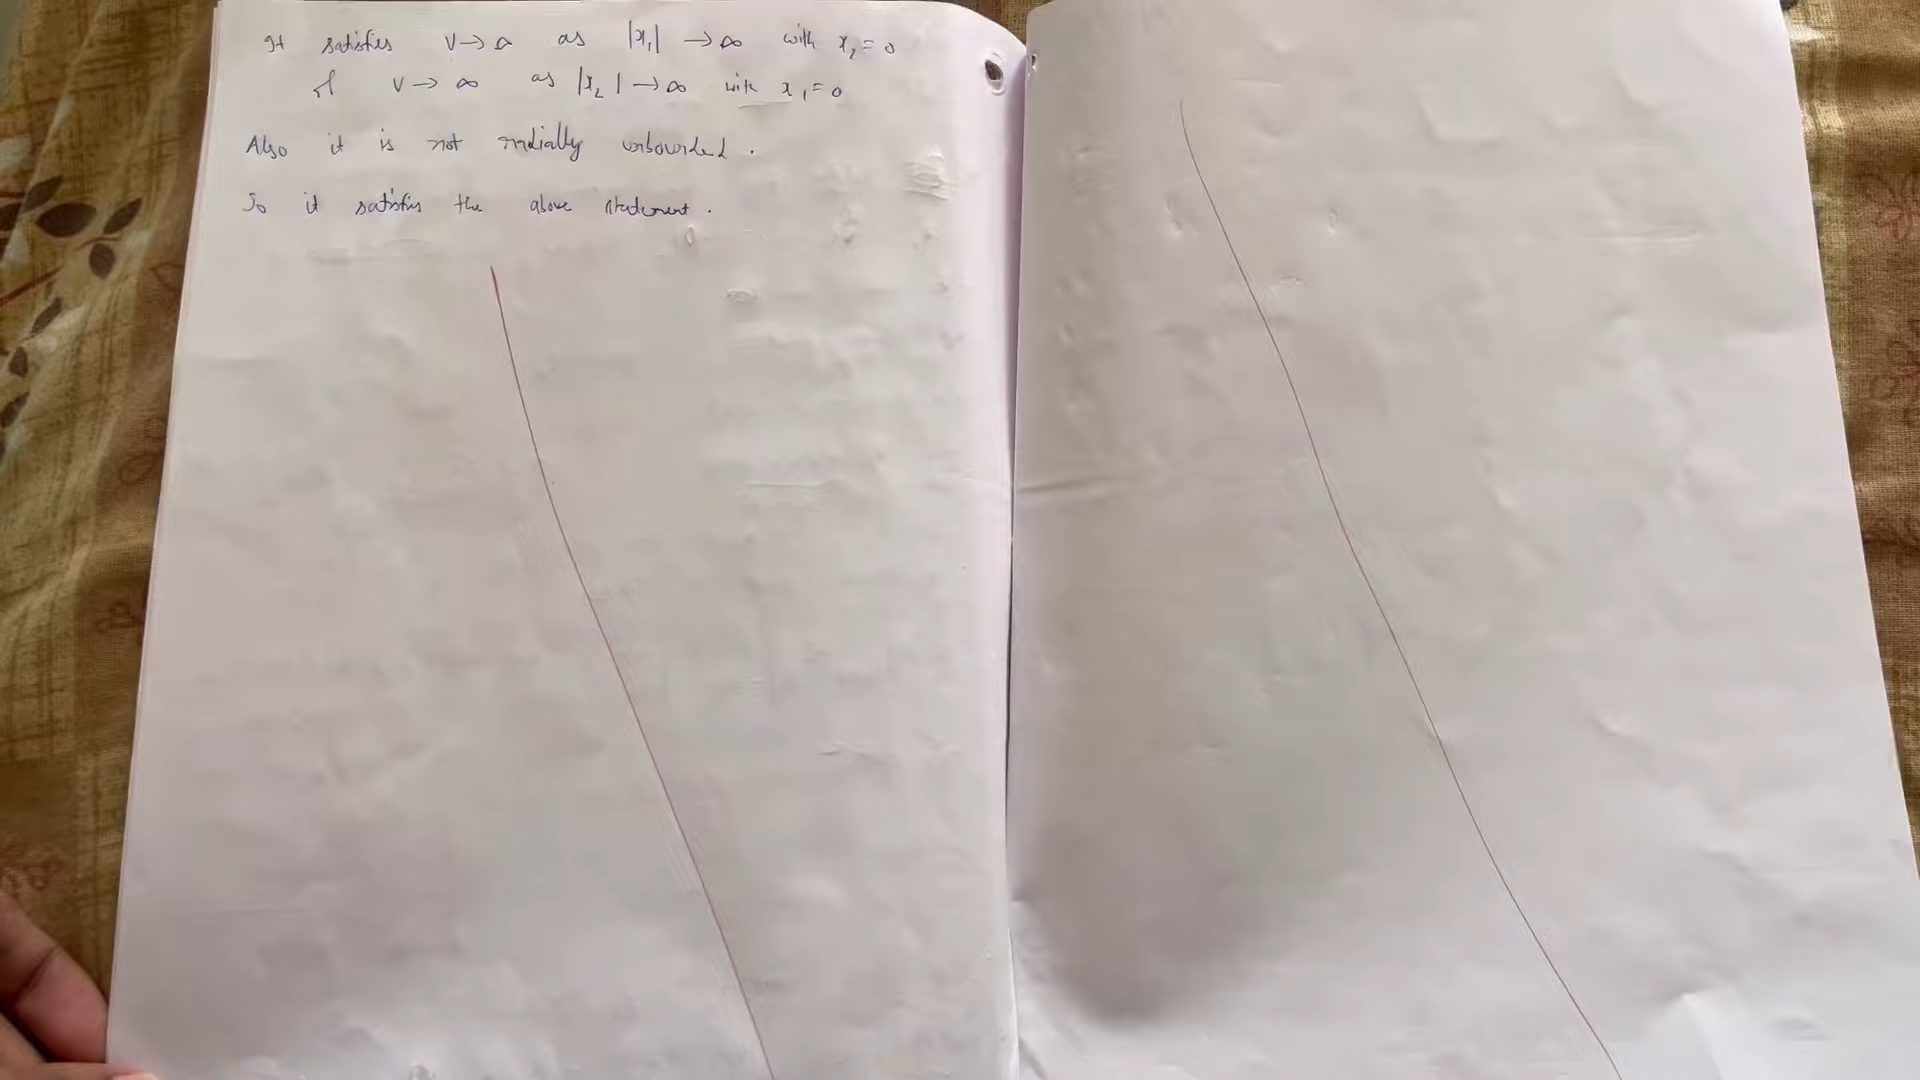 It satisfies V → ∞ as |x₁| → ∞ with x₂ = 0
& V → ∞ as |x₂| → ∞ with x₁ = 0
Also it is not radially unbounded.
So it satisfies the above statement.